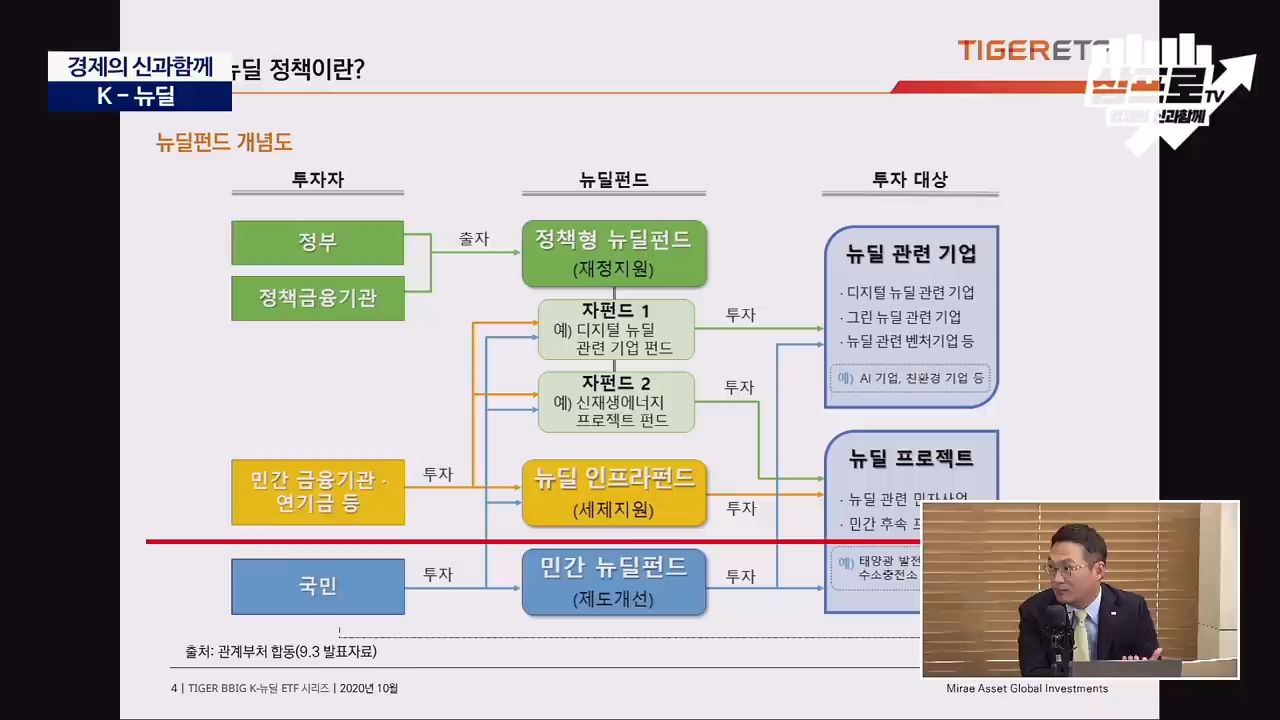 경제의 신과함께
K – 뉴딜
뉴딜 정책이란?
TIGER ETF
삼프로TV
경제의 신과함께
뉴딜펀드 개념도
투자자
뉴딜펀드
투자 대상
정부
정책금융기관
출자
정책형 뉴딜펀드
(재정지원)
자펀드 1
예) 디지털 뉴딜
관련 기업 펀드
투자
자펀드 2
예) 신재생에너지
프로젝트 펀드
투자
뉴딜 관련 기업
· 디지털 뉴딜 관련 기업
· 그린 뉴딜 관련 기업
· 뉴딜 관련 벤처기업 등
예) AI 기업, 친환경 기업 등
민간 금융기관 ·
연기금 등
투자
뉴딜 인프라펀드
(세제지원)
투자
뉴딜 프로젝트
· 뉴딜 관련 민자사업
· 민간 후속
예) 태양광 발전
수소충전소
국민
투자
민간 뉴딜펀드
(제도개선)
투자
출처: 관계부처 합동(9.3 발표자료)
4 | TIGER BBIG K-뉴딜 ETF 시리즈 | 2020년 10월
Mirae Asset Global Investments